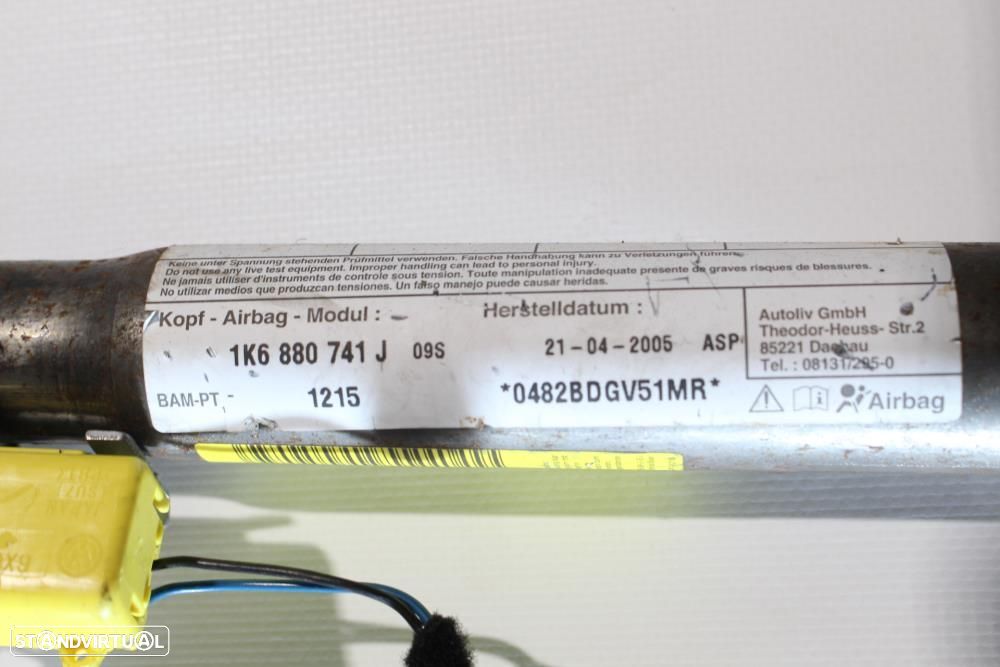 Keine unter Spannung stehenden Prüfmittel verwenden. Falsche Handhabung kann zu Verletzungen führen.
Do not use any live test equipment. Improper handling can lead to personal injury.
Ne jamais utiliser d'instruments de controle sous tension. Toute manipulation inadequate presente de graves risques de blessures.
No utilizar medios que produzcan tensiones. Un falso manejo puede causar heridas.
Kopf - Airbag - Modul :
1K6 880 741 J 09S
BAM-PT.- 1215
Herstelldatum :
21-04-2005 ASP
*0482BDGV51MR*
Autoliv GmbH
Theodor-Heuss- Str.2
85221 Dachau
Tel. : 08131/295-0
Airbag
STANDVIRTUAL